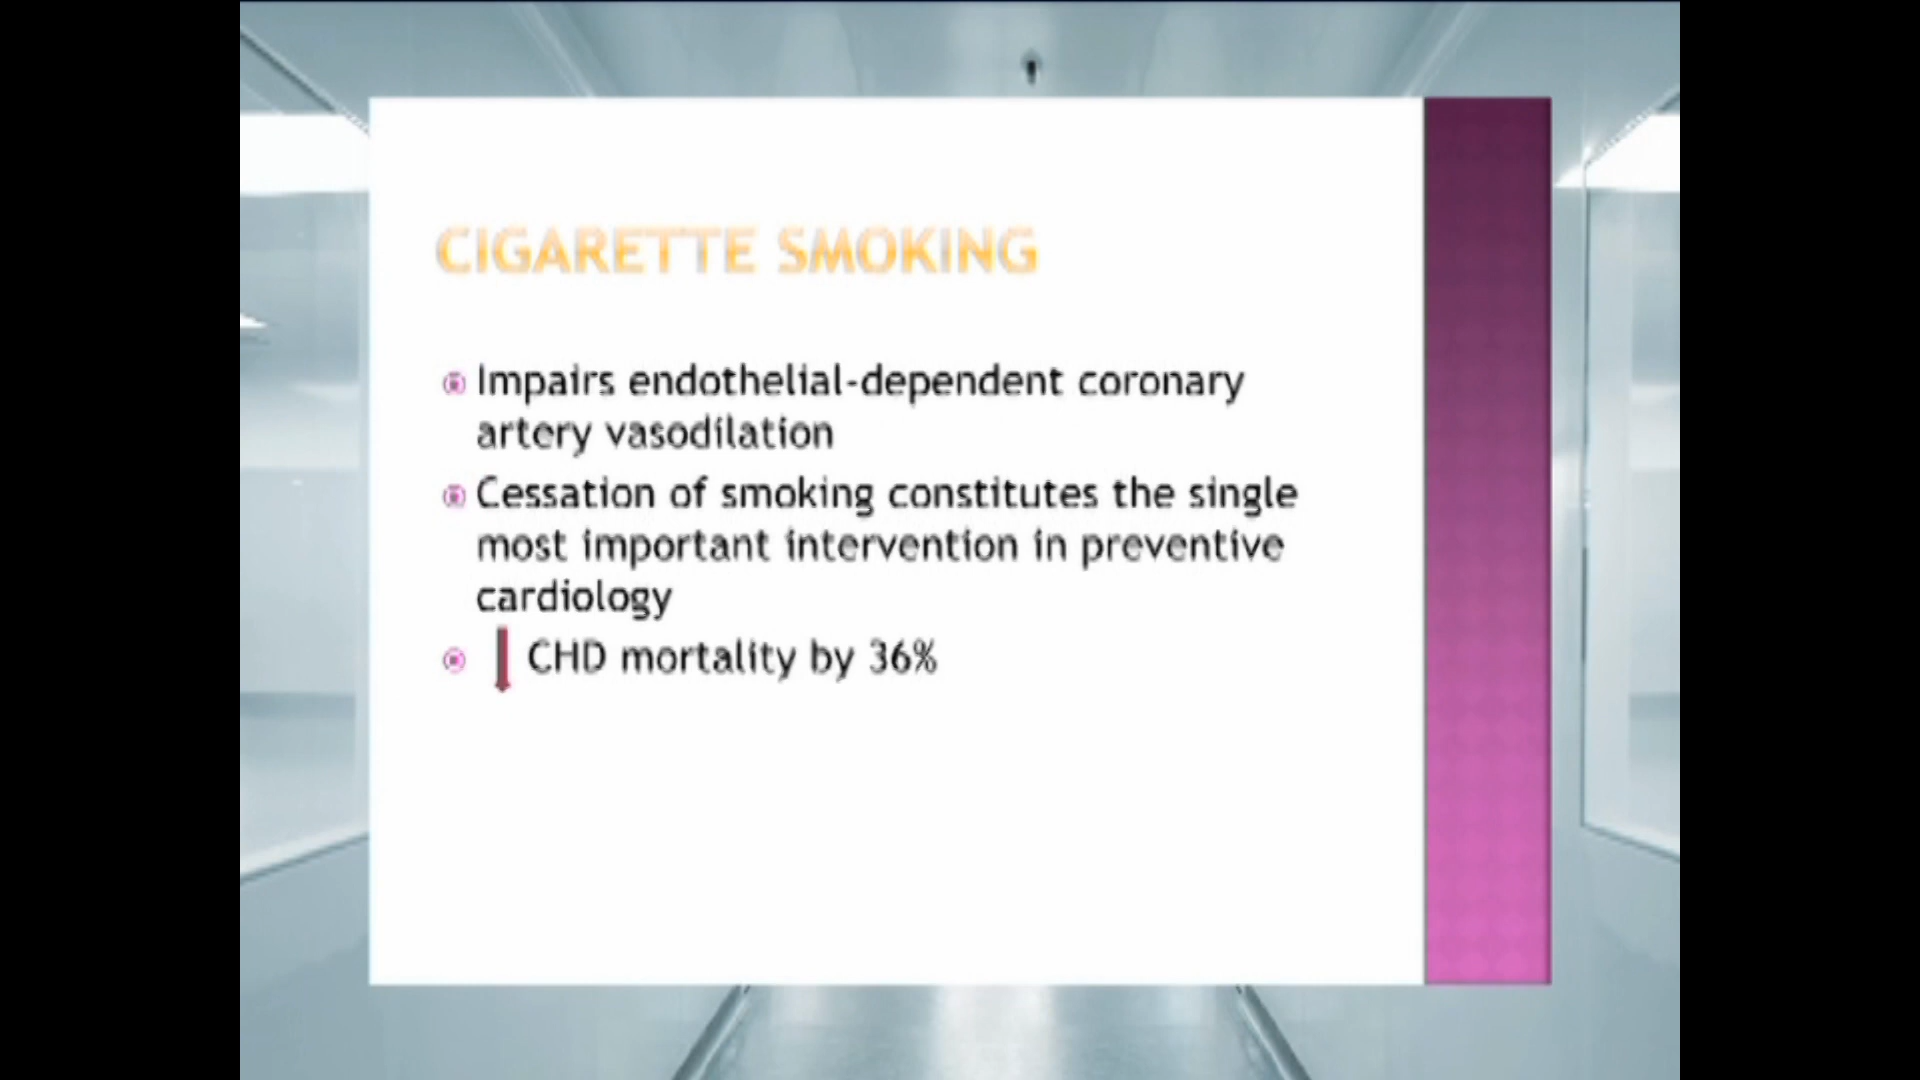 CIGARETTE SMOKING
Impairs endothelial-dependent coronary
artery vasodilation
Cessation of smoking constitutes the single
most important intervention in preventive
cardiology
CHD mortality by 36%